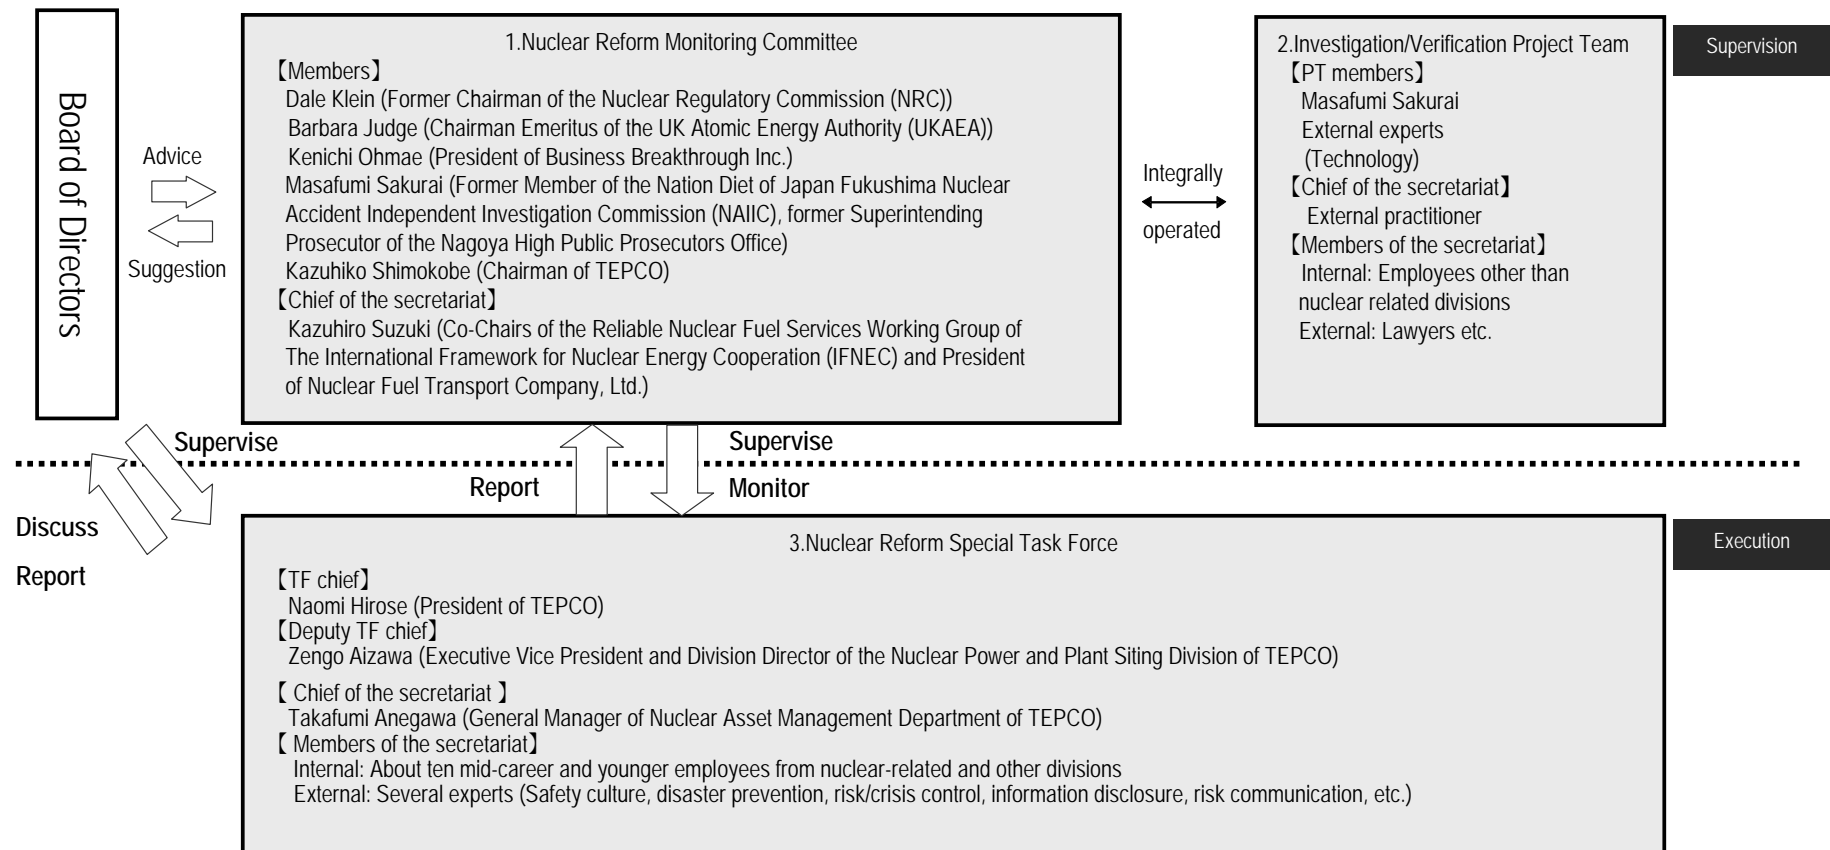 Board of Directors
Advice
Suggestion
1.Nuclear Reform Monitoring Committee
【Members】
Dale Klein (Former Chairman of the Nuclear Regulatory Commission (NRC))
Barbara Judge (Chairman Emeritus of the UK Atomic Energy Authority (UKAEA))
Kenichi Ohmae (President of Business Breakthrough Inc.)
Masafumi Sakurai (Former Member of the Nation Diet of Japan Fukushima Nuclear
Accident Independent Investigation Commission (NAIIC), former Superintending
Prosecutor of the Nagoya High Public Prosecutors Office)
Kazuhiko Shimokobe (Chairman of TEPCO)
【Chief of the secretariat】
Kazuhiro Suzuki (Co-Chairs of the Reliable Nuclear Fuel Services Working Group of
The International Framework for Nuclear Energy Cooperation (IFNEC) and President
of Nuclear Fuel Transport Company, Ltd.)
Integrally
operated
2.Investigation/Verification Project Team
【PT members】
Masafumi Sakurai
External experts
(Technology)
【Chief of the secretariat】
External practitioner
【Members of the secretariat】
Internal: Employees other than
nuclear related divisions
External: Lawyers etc.
Supervision
Supervise
Supervise
Report
Monitor
Discuss
Report
3.Nuclear Reform Special Task Force
【TF chief】
Naomi Hirose (President of TEPCO)
【Deputy TF chief】
Zengo Aizawa (Executive Vice President and Division Director of the Nuclear Power and Plant Siting Division of TEPCO)
【 Chief of the secretariat 】
Takafumi Anegawa (General Manager of Nuclear Asset Management Department of TEPCO)
【 Members of the secretariat】
Internal: About ten mid-career and younger employees from nuclear-related and other divisions
External: Several experts (Safety culture, disaster prevention, risk/crisis control, information disclosure, risk communication, etc.)
Execution